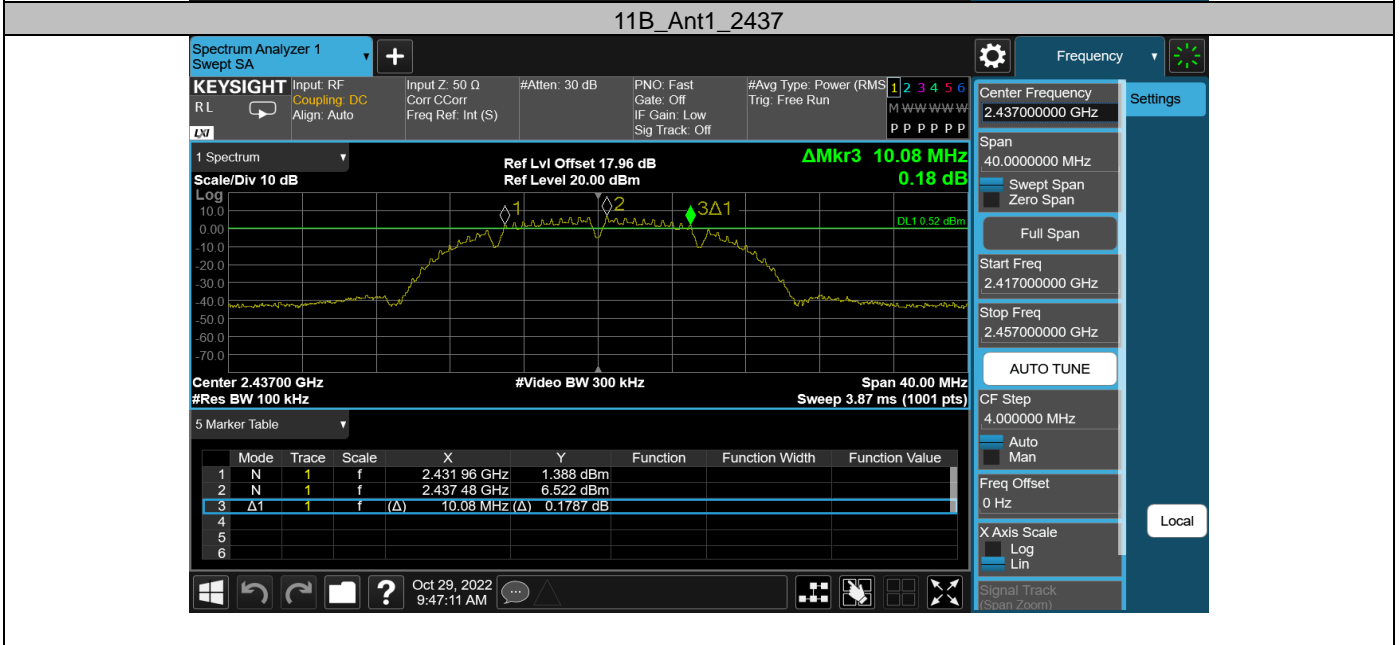 11B_Ant1_2437
Spectrum Analyzer 1
Swept SA
+
Frequency
KEYSIGHT
R L
LXI
Input: RF
Coupling: DC
Align: Auto
Input Z: 50 Ω
Corr CCorr
Freq Ref: Int (S)
#Atten: 30 dB
PNO: Fast
Gate: Off
IF Gain: Low
Sig Track: Off
#Avg Type: Power (RMS
Trig: Free Run
1 2 3 4 5 6
M W W W W W
P P P P P P
1 Spectrum
Scale/Div 10 dB
Ref Lvl Offset 17.96 dB
Ref Level 20.00 dBm
ΔMkr3 10.08 MHz
0.18 dB
Log
10.0
0.00
-10.0
-20.0
-30.0
-40.0
-50.0
-60.0
-70.0
1
2
3Δ1
DL1 0.52 dBm
Center 2.43700 GHz
#Res BW 100 kHz
#Video BW 300 kHz
Span 40.00 MHz
Sweep 3.87 ms (1001 pts)
5 Marker Table
Mode Trace Scale X Y Function Function Width Function Value
1 N 1 f 2.431 96 GHz 1.388 dBm
2 N 1 f 2.437 48 GHz 6.522 dBm
3 Δ1 1 f (Δ) 10.08 MHz (Δ) 0.1787 dB
4
5
6
?
Oct 29, 2022
9:47:11 AM
Center Frequency
2.437000000 GHz
Settings
Span
40.0000000 MHz
Swept Span
Zero Span
Full Span
Start Freq
2.417000000 GHz
Stop Freq
2.457000000 GHz
AUTO TUNE
CF Step
4.000000 MHz
Auto
Man
Freq Offset
0 Hz
Local
X Axis Scale
Log
Lin
Signal Track
(Span Zoom)